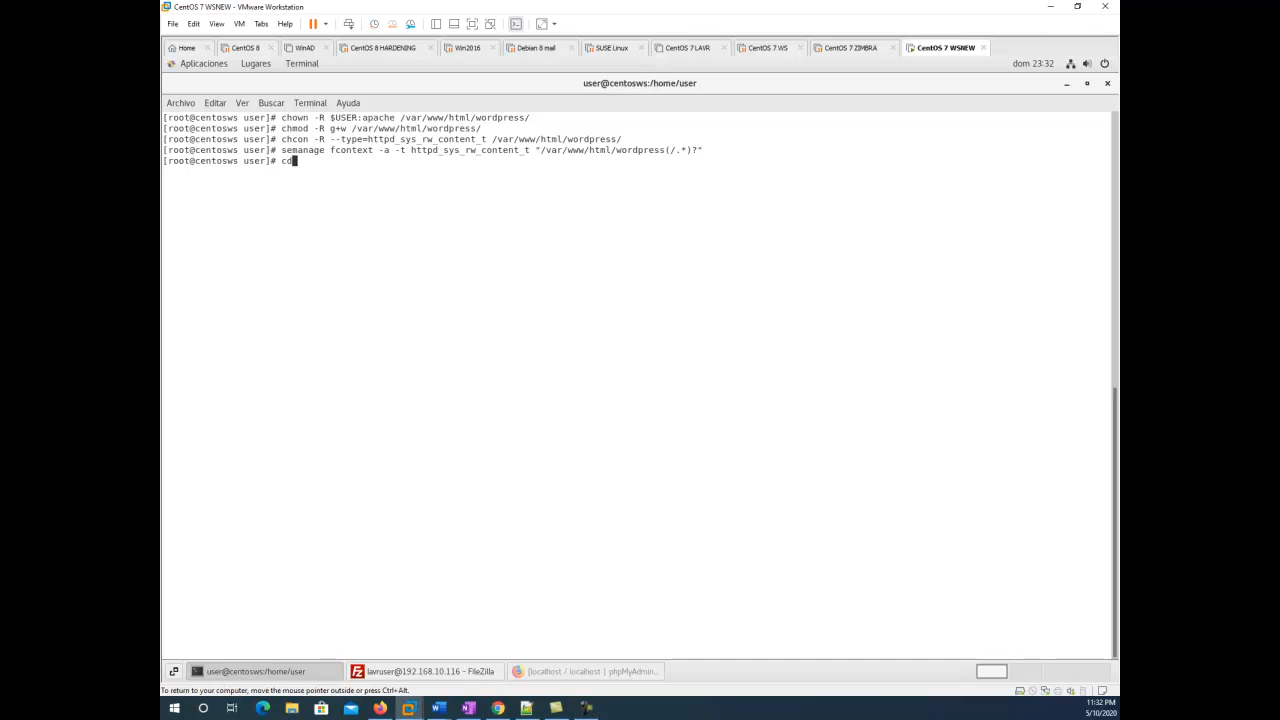 CentOS 7 WSNEW - VMware Workstation
File Edit View VM Tabs Help
Home CentOS 8 WinAD CentOS 8 HARDENING Win2016 Debian 8 mail SUSE Linux CentOS 7 LAVR CentOS 7 WS CentOS 7 ZIMBRA CentOS 7 WSNEW
Aplicaciones Lugares Terminal dom 23:32
user@centosws:/home/user
Archivo Editar Ver Buscar Terminal Ayuda
[root@centosws user]# chown -R $USER:apache /var/www/html/wordpress/
[root@centosws user]# chmod -R g+w /var/www/html/wordpress/
[root@centosws user]# chcon -R --type=httpd_sys_rw_content_t /var/www/html/wordpress/
[root@centosws user]# semanage fcontext -a -t httpd_sys_rw_content_t "/var/www/html/wordpress(/.*)?"
[root@centosws user]# cd
user@centosws:/home/user lavruser@192.168.10.116 - FileZilla [localhost / localhost | phpMyAdmin...
To return to your computer, move the mouse pointer outside or press Ctrl+Alt.
11:32 PM
5/10/2020